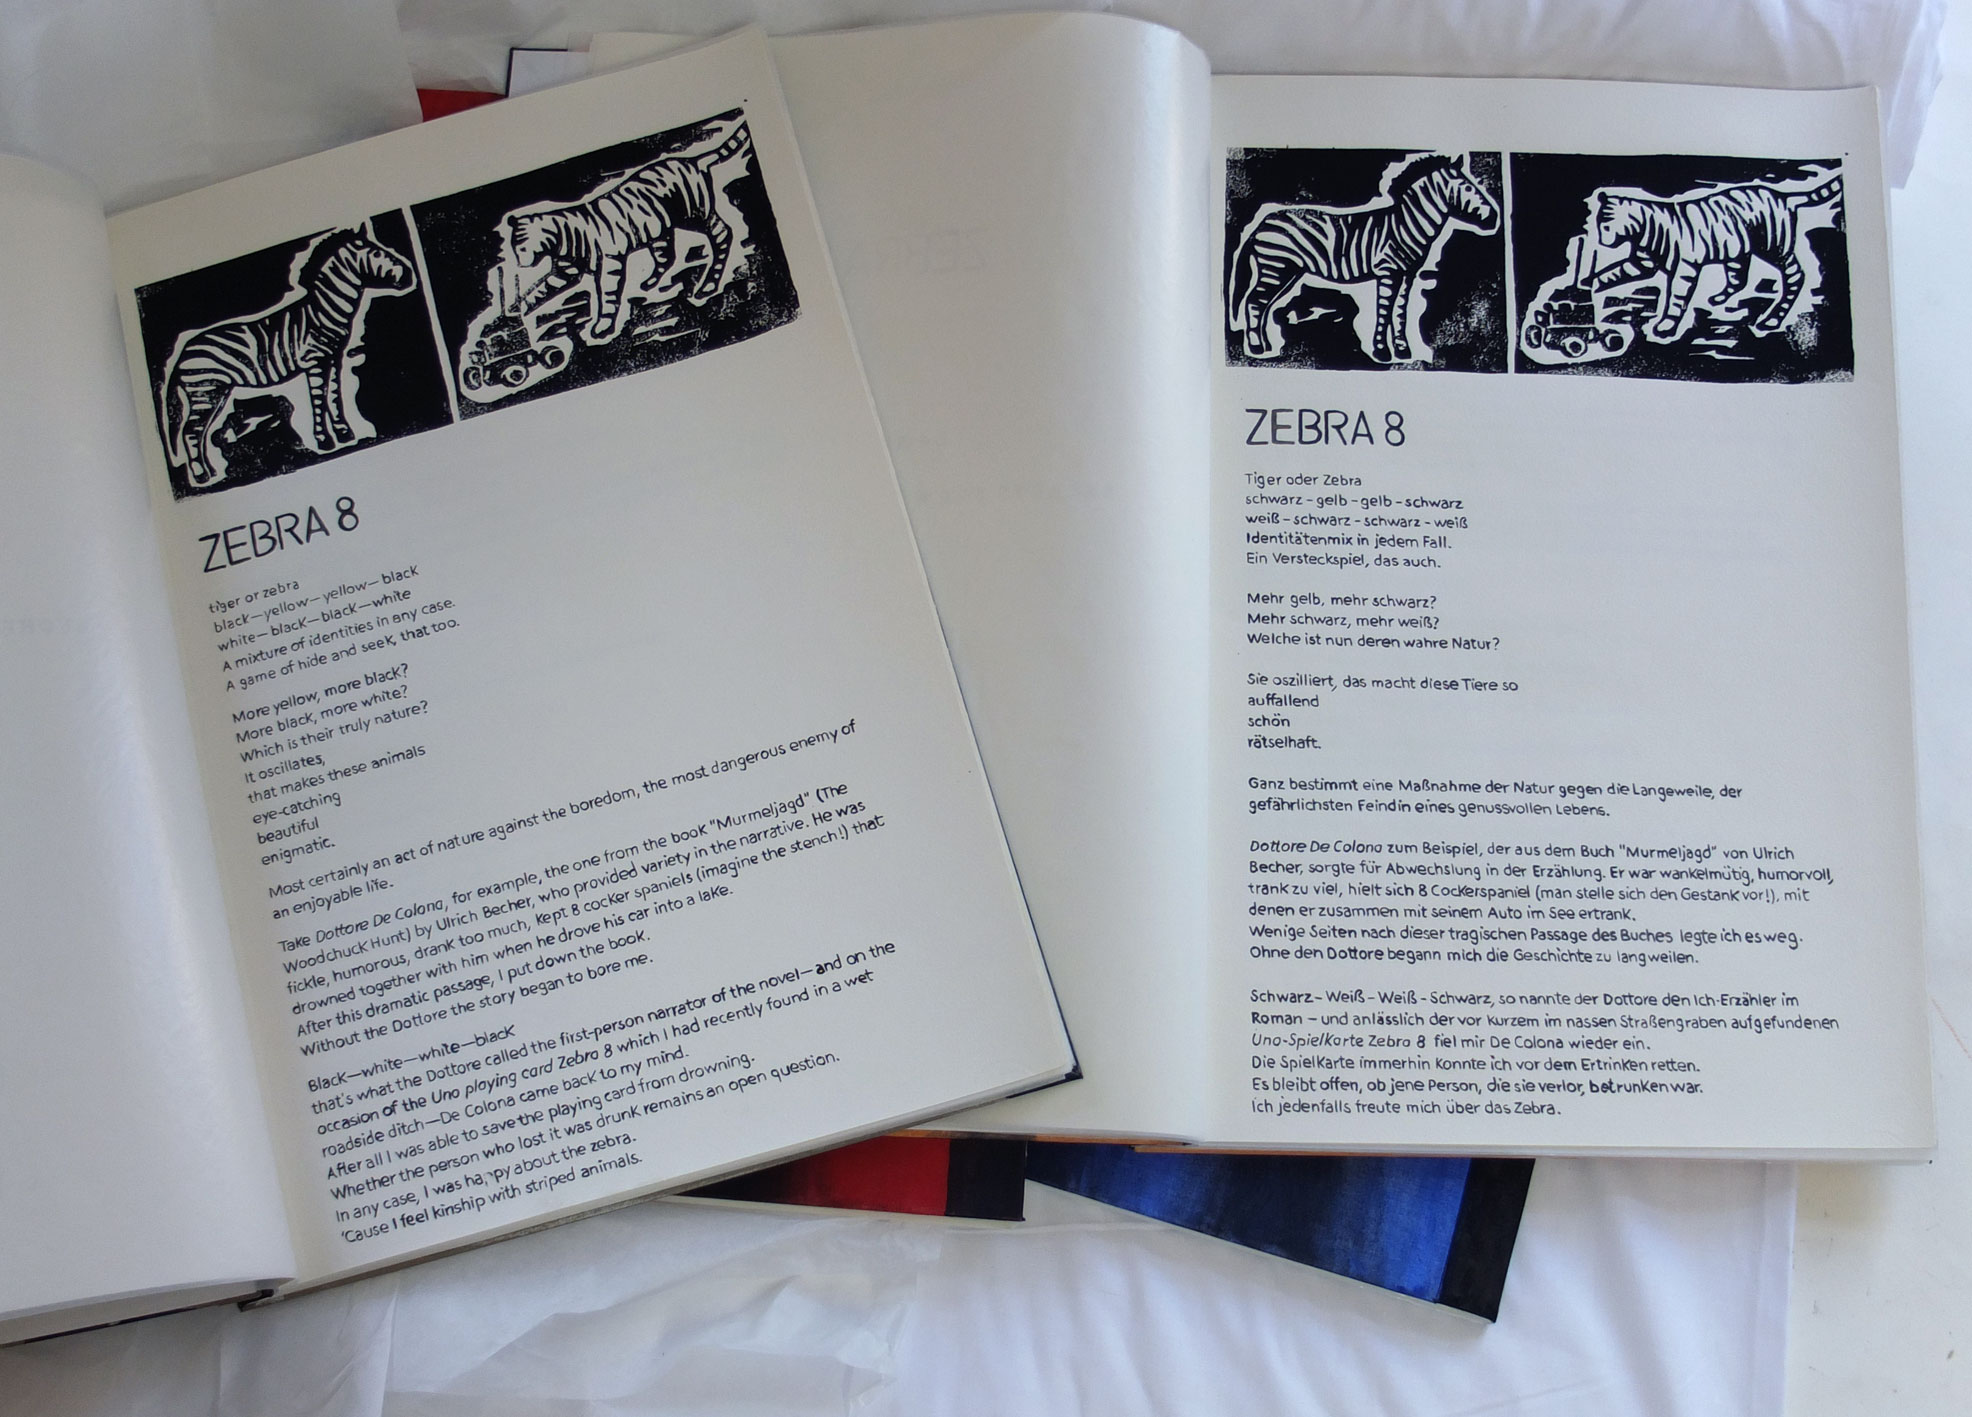 ZEBRA 8
tiger or zebra
black—yellow—yellow—black
white—black—black—white
A mixture of identities in any case.
A game of hide and seek, that too.
More yellow, more black?
More black, more white?
Which is their truly nature?
It oscillates,
that makes these animals
eye-catching
beautiful
enigmatic.
Most certainly an act of nature against the boredom, the most dangerous enemy of
an enjoyable life.
Take Dottore De Colona, for example, the one from the book "Murmeljagd" (The
Woodchuck Hunt) by Ulrich Becher, who provided variety in the narrative. He was
fickle, humorous, drank too much, kept 8 cocker spaniels (imagine the stench!) that
drowned together with him when he drove his car into a lake.
After this dramatic passage, I put down the book.
Without the Dottore the story began to bore me.
Black—white—white—black
that's what the Dottore called the first-person narrator of the novel—and on the
occasion of the Uno playing card Zebra 8 which I had recently found in a wet
roadside ditch—De Colona came back to my mind.
After all I was able to save the playing card from drowning.
Whether the person who lost it was drunk remains an open question.
In any case, I was happy about the zebra.
'Cause I feel kinship with striped animals.
ZEBRA 8
Tiger oder Zebra
schwarz - gelb - gelb - schwarz
weiß - schwarz - schwarz - weiß
Identitätenmix in jedem Fall.
Ein Versteckspiel, das auch.
Mehr gelb, mehr schwarz?
Mehr schwarz, mehr weiß?
Welche ist nun deren wahre Natur?
Sie oszilliert, das macht diese Tiere so
auffallend
schön
rätselhaft.
Ganz bestimmt eine Maßnahme der Natur gegen die Langeweile, der
gefährlichsten Feindin eines genussvollen Lebens.
Dottore De Colona zum Beispiel, der aus dem Buch "Murmeljagd" von Ulrich
Becher, sorgte für Abwechslung in der Erzählung. Er war wankelmütig, humorvoll,
trank zu viel, hielt sich 8 Cockerspaniel (man stelle sich den Gestank vor!), mit
denen er zusammen mit seinem Auto im See ertrank.
Wenige Seiten nach dieser tragischen Passage des Buches legte ich es weg.
Ohne den Dottore begann mich die Geschichte zu langweilen.
Schwarz - Weiß - Weiß - Schwarz, so nannte der Dottore den Ich-Erzähler im
Roman – und anlässlich der vor kurzem im nassen Straßengraben aufgefundenen
Uno-Spielkarte Zebra 8 fiel mir De Colona wieder ein.
Die Spielkarte immerhin konnte ich vor dem Ertrinken retten.
Es bleibt offen, ob jene Person, die sie verlor, betrunken war.
Ich jedenfalls freute mich über das Zebra.